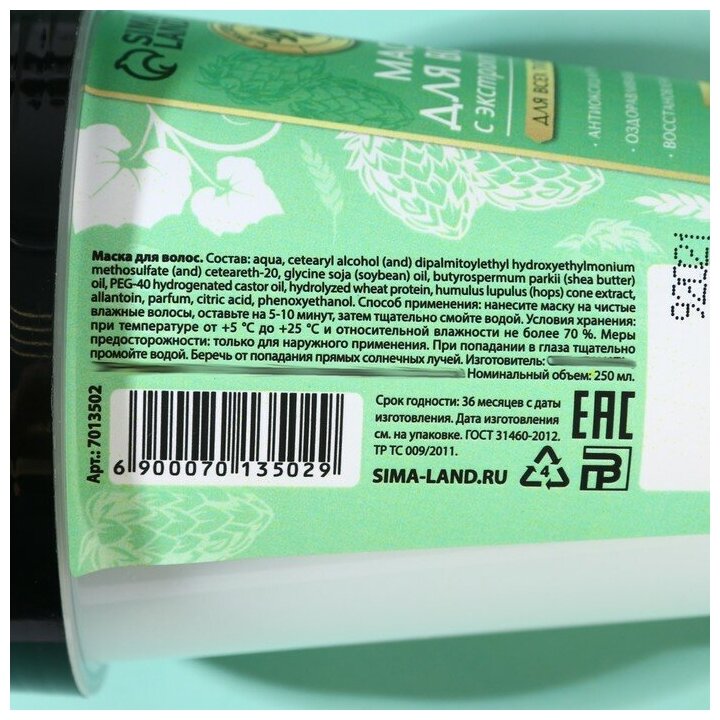 SIMA
LAND
ДЛЯ
С ЭКСТРА
ДЛЯ ВСЕХ
· АНТИОКСИ
· ОЗДОРАВЛИ
· ВОССТАНОВ
Маска для волос. Состав: aqua, cetearyl alcohol (and) dipalmitoylethyl hydroxyethylmonium
methosulfate (and) ceteareth-20, glycine soja (soybean) oil, butyrospermum parkii (shea butter)
oil, PEG-40 hydrogenated castor oil, hydrolyzed wheat protein, humulus lupulus (hops) cone extract,
allantoin, parfum, citric acid, phenoxyethanol. Способ применения: нанесите маску на чистые
влажные волосы, оставьте на 5-10 минут, затем тщательно смойте водой. Условия хранения:
при температуре от +5 °С до +25 °С и относительной влажности не более 70 %. Меры
предосторожности: только для наружного применения. При попадании в глаза тщательно
промойте водой. Беречь от попадания прямых солнечных лучей. Изготовитель:
Номинальный объем: 250 мл.
Арт.: 7013502
6 900070 135029
Срок годности: 36 месяцев с даты
изготовления. Дата изготовления
см. на упаковке. ГОСТ 31460-2012.
ТР ТС 009/2011.
SIMA-LAND.RU
4
EAC